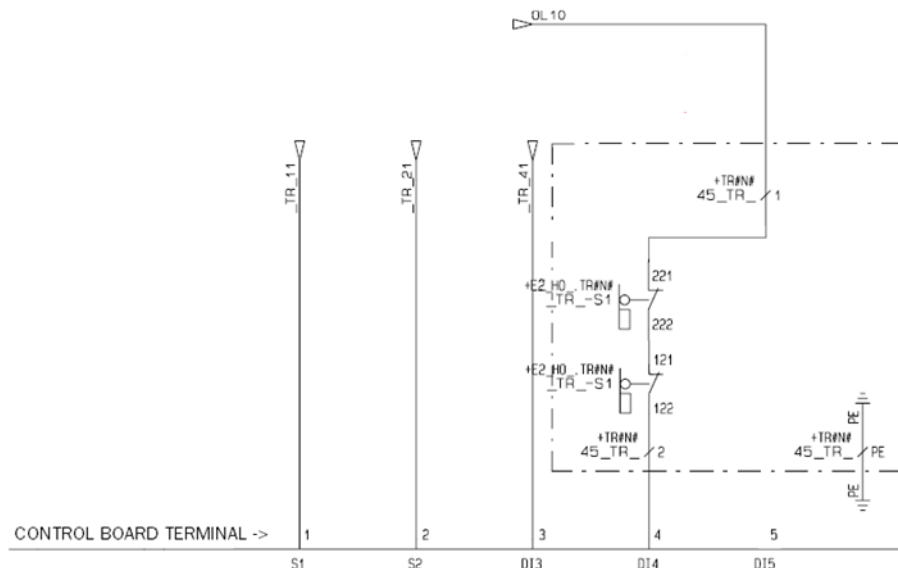 OL10
_TR_11
_TR_21
_TR_41
+TR#N#
45_TR_ 1
221
+E2_HO_.TR#N#
_TR_-S1
222
121
+E2_HO_.TR#N#
_TR_-S1
122
+TR#N#
45_TR_ 2
PE
+TR#N#
45_TR_ PE
PE
CONTROL BOARD TERMINAL -> 1 2 3 4 5
S1 S2 DI3 DI4 DI5